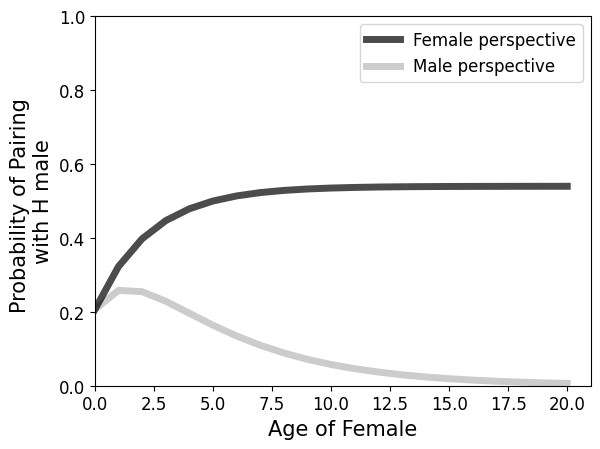 1.0
0.8
0.6
0.4
0.2
0.0
Probability of Pairing
with H male
Female perspective
Male perspective
0.0 2.5 5.0 7.5 10.0 12.5 15.0 17.5 20.0
Age of Female